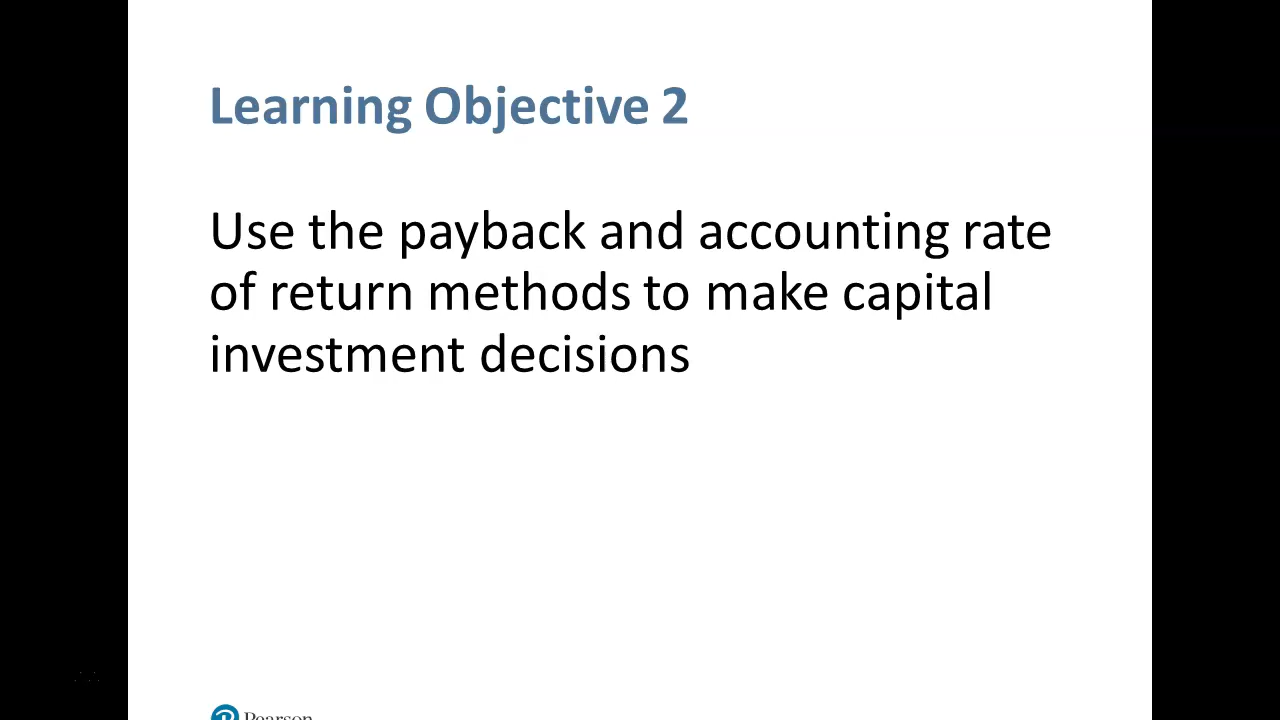 Learning Objective 2
Use the payback and accounting rate
of return methods to make capital
investment decisions
Pearson